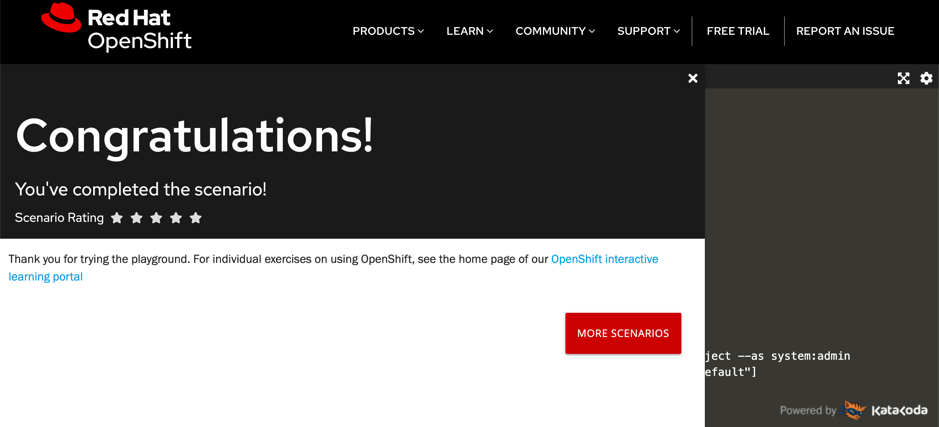 Red Hat
OpenShift
PRODUCTS LEARN COMMUNITY SUPPORT FREE TRIAL REPORT AN ISSUE
Congratulations!
You've completed the scenario!
Scenario Rating
Thank you for trying the playground. For individual exercises on using OpenShift, see the home page of our OpenShift interactive
learning portal
MORE SCENARIOS
ject --as system:admin
efault"]
Powered by Katacoda